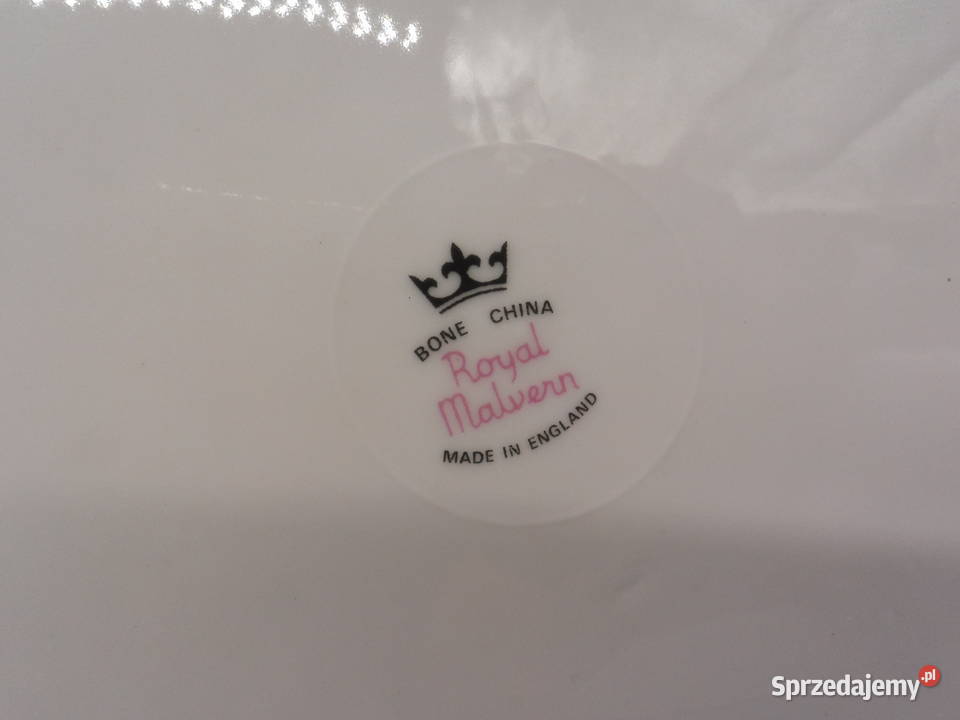 BONE CHINA
Royal
Malvern
MADE IN ENGLAND
Sprzedajemy.pl